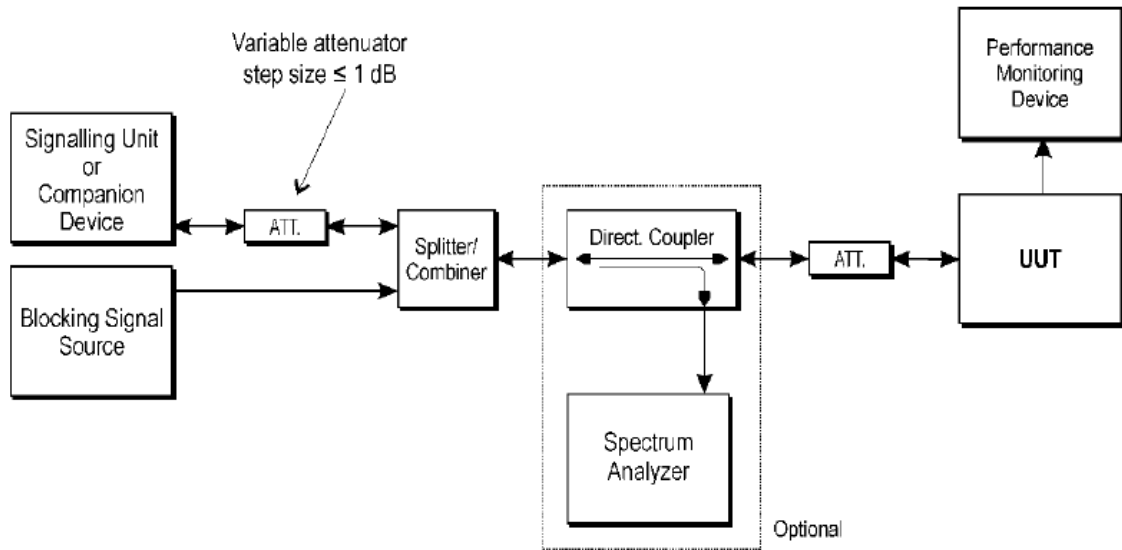 Variable attenuator
step size ≤ 1 dB
Performance
Monitoring
Device
Signalling Unit
or
Companion
Device
ATT.
Splitter/
Combiner
Direct. Coupler
ATT.
UUT
Blocking Signal
Source
Spectrum
Analyzer
Optional